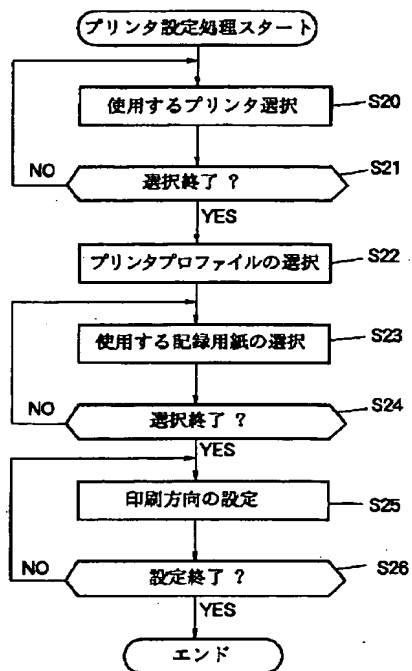 プリンタ設定処理スタート
使用するプリンタ選択
S20
選択終了 ?
S21
NO
YES
プリンタプロファイルの選択
S22
使用する記録用紙の選択
S23
選択終了 ?
S24
NO
YES
印刷方向の設定
S25
設定終了 ?
S26
NO
YES
エンド